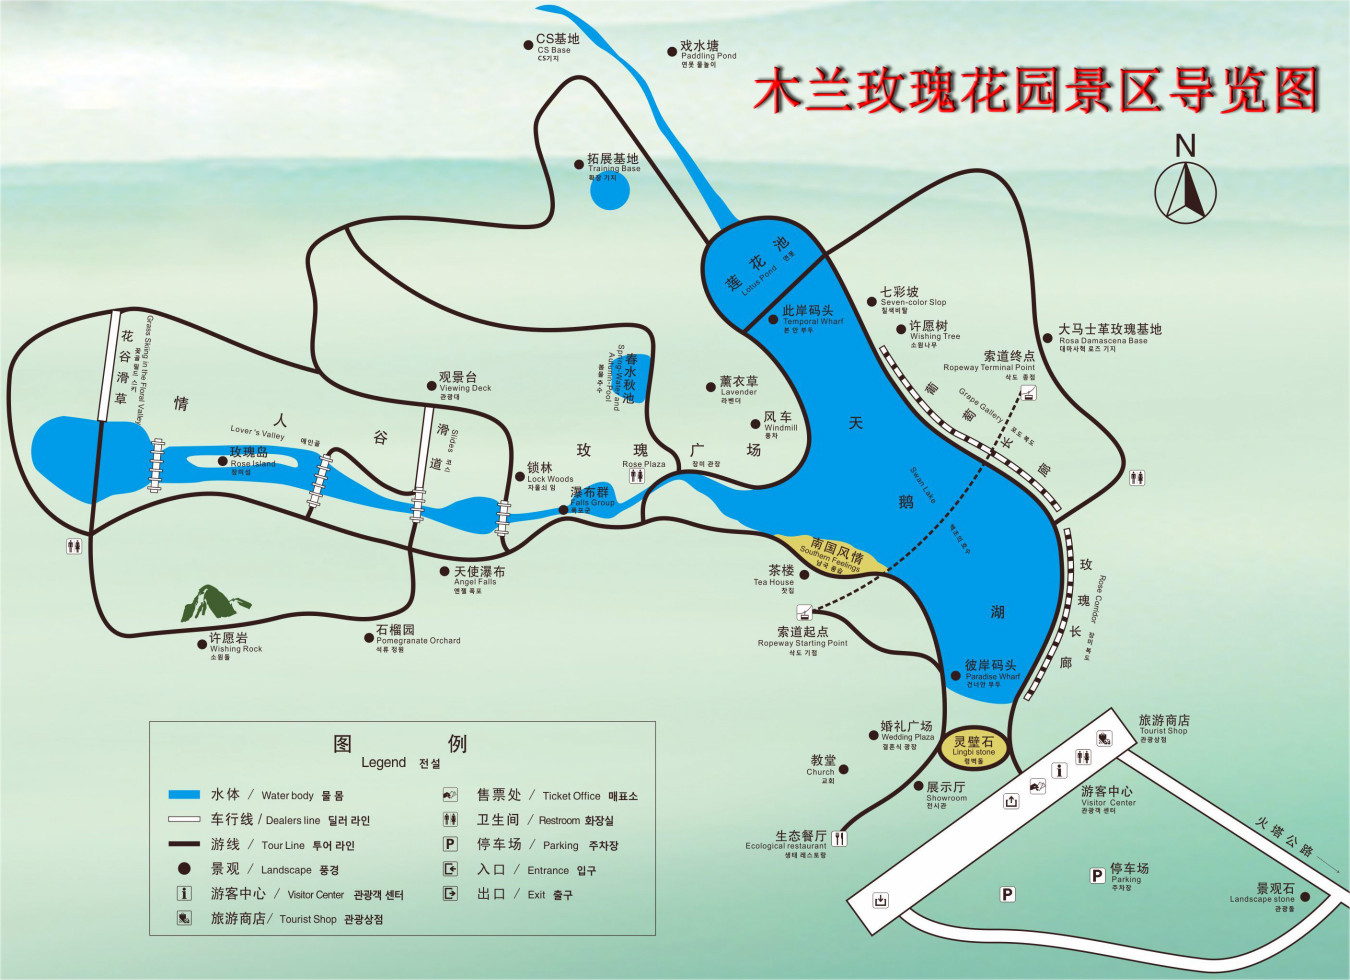 木兰玫瑰花园景区导览图
N
CS基地
CS Base
CS기지
戏水塘
Paddling Pond
연못 물놀이
拓展基地
Training Base
확장 기지
莲花池
Lotus Pond 연못
此岸码头
Temporal Wharf
본 안 부두
七彩坡
Seven-color Slop
칠색비탈
许愿树
Wishing Tree
소원나무
大马士革玫瑰基地
Rosa Damascena Base
대마사혁 로즈 기지
索道终点
Ropeway Terminal Point
삭도 종점
葡萄长廊
Grape Gallery 포도 복도
花谷滑草
Grass Skiing in the Floral Valley
情人谷
Lover 's Valley 애인골
玫瑰岛
Rose Island
장미섬
观景台
Viewing Deck
관광대
滑道
Slides
春水秋池
Spring-Water and Autumn-Pool
봄물 추수
薰衣草
Lavender
라벤더
风车
Windmill
풍차
玫瑰广场
Rose Plaza 장미 관장
锁林
Lock Woods
자물쇠 임
瀑布群
Falls Group
폭포군
天鹅湖
Swan Lake
백조의 호수
南国风情
Southern Feelings
남국 풍습
天使瀑布
Angel Falls
엔젤 폭포
茶楼
Tea House
찻집
索道起点
Ropeway Starting Point
삭도 기점
许愿岩
Wishing Rock
소원돌
石榴园
Pomegranate Orchard
석류 정원
彼岸码头
Paradise Wharf
건너안 부두
玫瑰长廊
Rose Corridor 장미 복도
婚礼广场
Wedding Plaza
결혼식 광장
灵壁石
Lingbi stone
령벽돌
教堂
Church
교회
展示厅
Showroom
전시관
生态餐厅
Ecological restaurant
생태 레스토랑
旅游商店
Tourist Shop
관광상점
游客中心
Visitor Center
관광객 센터
火塔公路
停车场
Parking
주차장
P
P
景观石
Landscape stone
관광돌
图 例
Legend 전설
水体 / Water body 물 몸
车行线 / Dealers line 딜러 라인
游线 / Tour Line 투어 라인
景观 / Landscape 풍경
游客中心 / Visitor Center 관광객 센터
旅游商店 / Tourist Shop 관광상점
售票处 / Ticket Office 매표소
卫生间 / Restroom 화장실
P 停车场 / Parking 주차장
入口 / Entrance 입구
出口 / Exit 출구